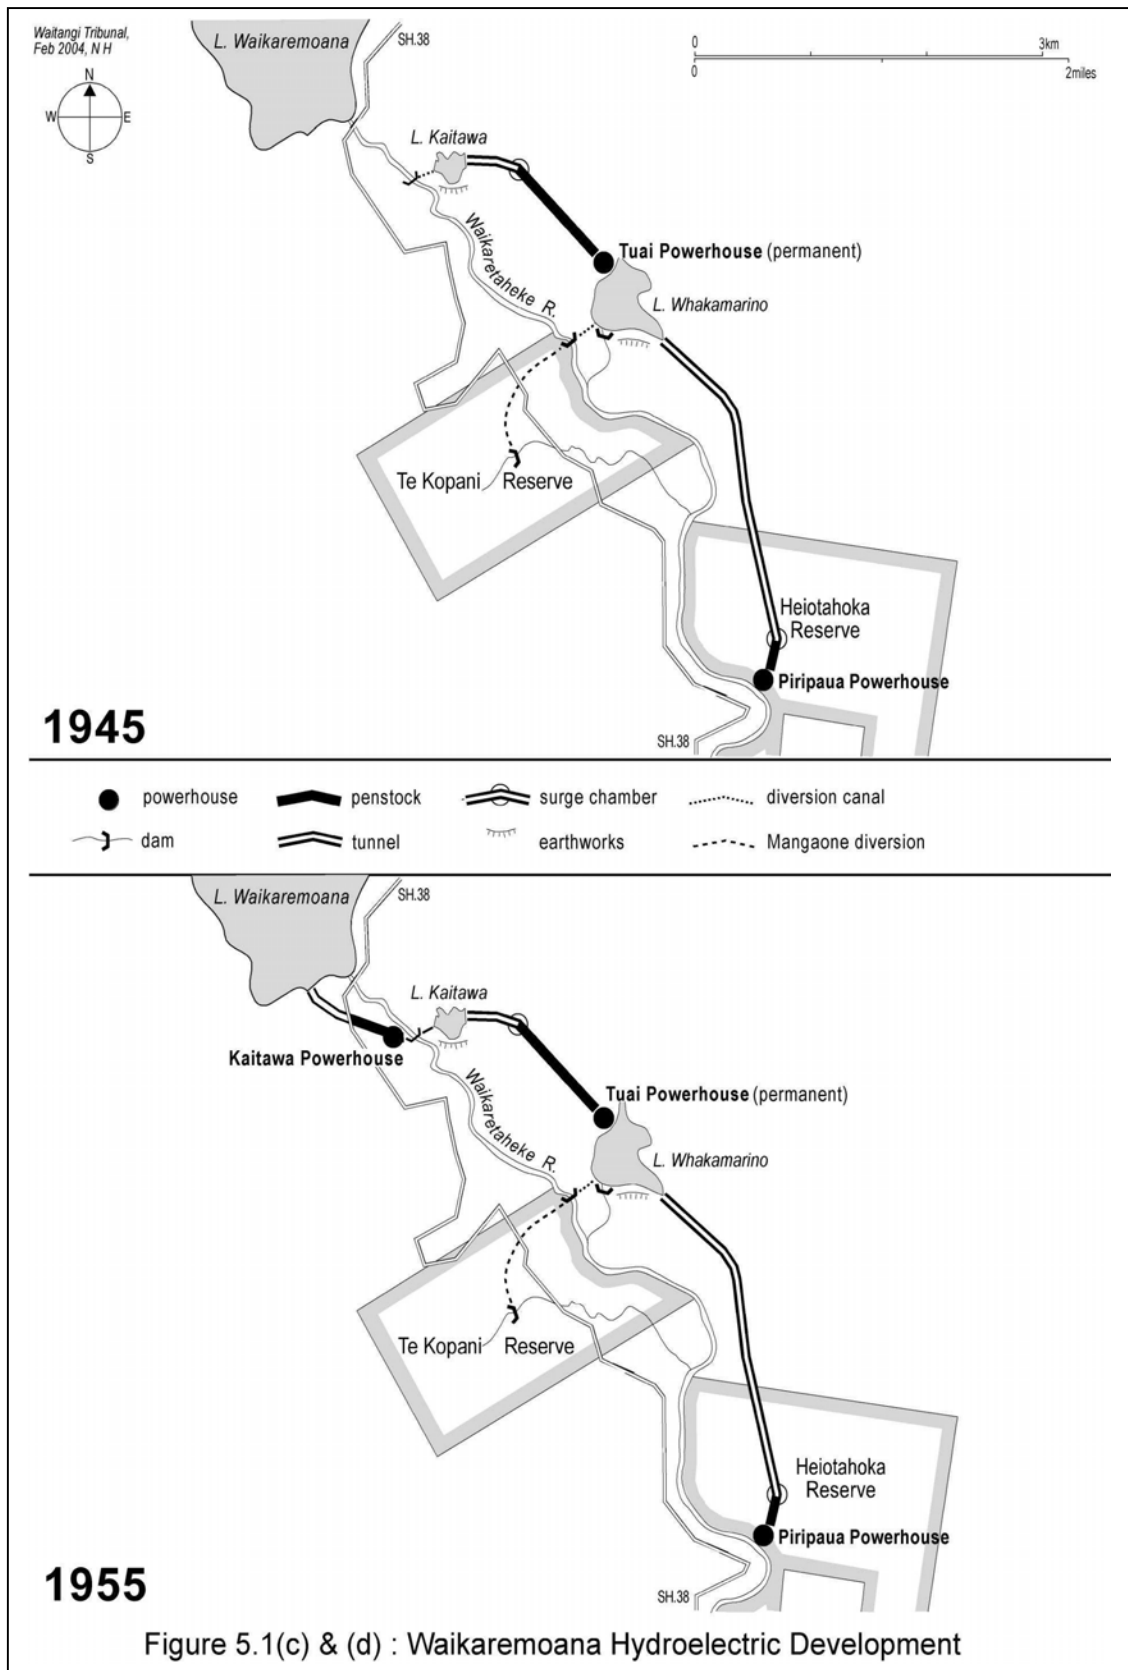 Waitangi Tribunal,
Feb 2004, N H
N
W E
S
L. Waikaremoana
SH.38
0 3km
0 2miles
L. Kaitawa
Waikaretaheke R.
Tuai Powerhouse (permanent)
L. Whakamarino
Te Kopani Reserve
Heiotahoka
Reserve
Piripaua Powerhouse
SH.38
1945
powerhouse penstock surge chamber diversion canal
dam tunnel earthworks Mangaone diversion
L. Waikaremoana
SH.38
L. Kaitawa
Kaitawa Powerhouse
Waikaretaheke R.
Tuai Powerhouse (permanent)
L. Whakamarino
Te Kopani Reserve
Heiotahoka
Reserve
Piripaua Powerhouse
SH.38
1955
Figure 5.1(c) & (d) : Waikaremoana Hydroelectric Development